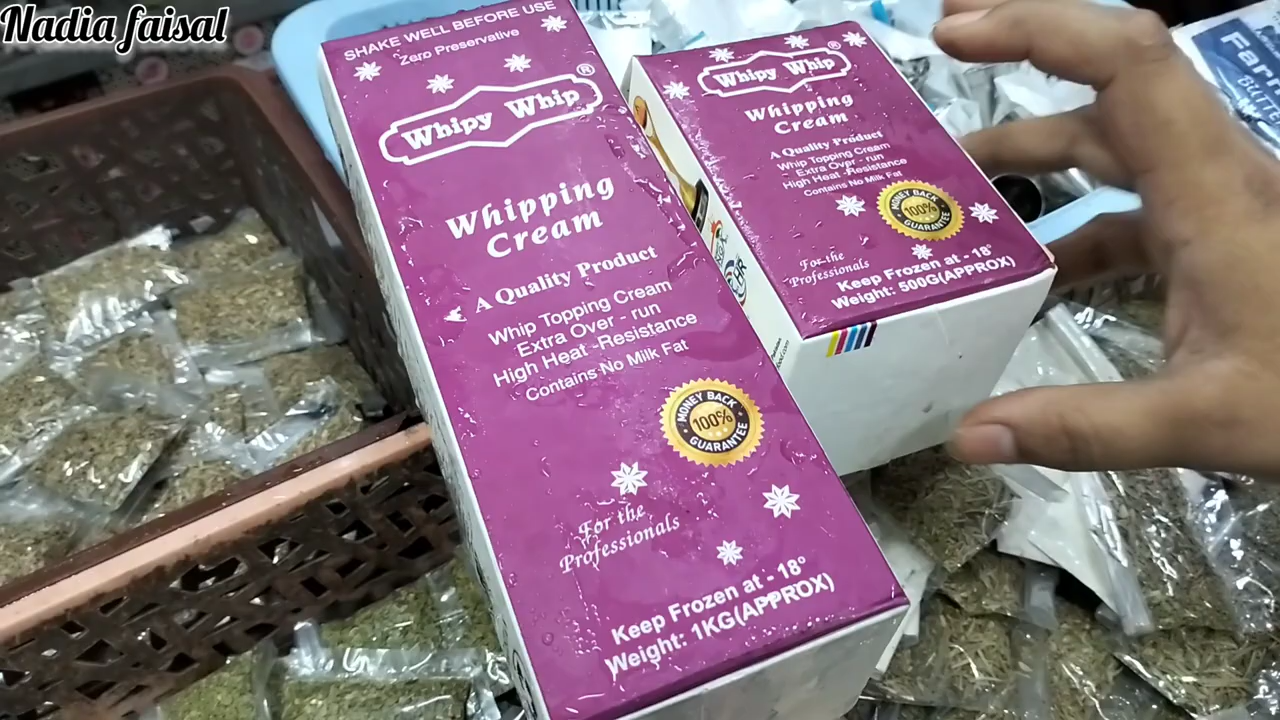 Nadia faisal
SHAKE WELL BEFORE USE
Zero Preservative
Whipy Whip®
Whipping
Cream
A Quality Product
Whip Topping Cream
Extra Over - run
High Heat -Resistance
Contains No Milk Fat
MONEY BACK
100%
GUARANTEE
For the
Professionals
Keep Frozen at - 18°
Weight: 1KG(APPROX)
Whipy Whip®
Whipping
Cream
A Quality Product
Whip Topping Cream
Extra Over - run
High Heat -Resistance
Contains No Milk Fat
MONEY BACK
100%
GUARANTEE
For the
Professionals
Keep Frozen at - 18°
Weight: 500G(APPROX)